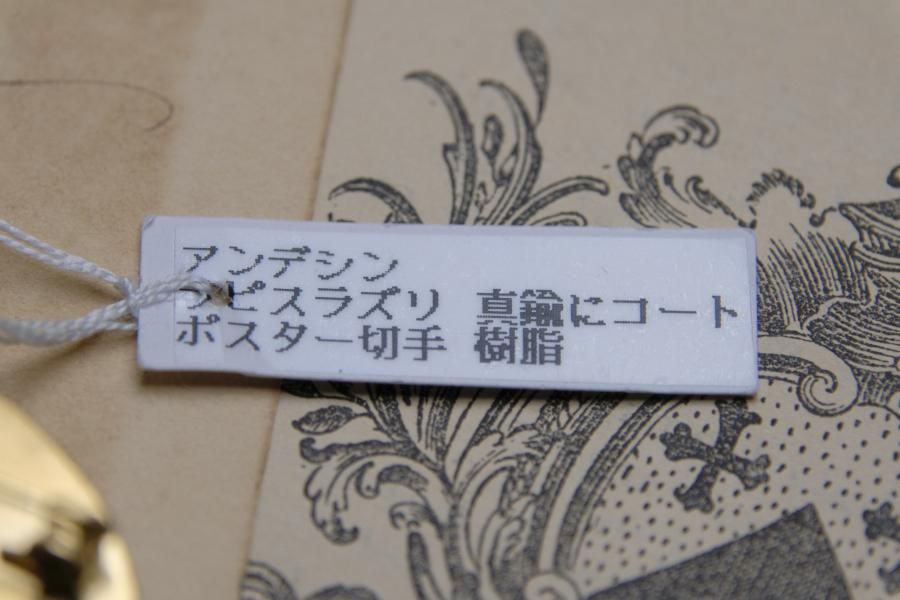 アンデシン
ラピスラズリ 真鍮にコート
ポスター切手 樹脂